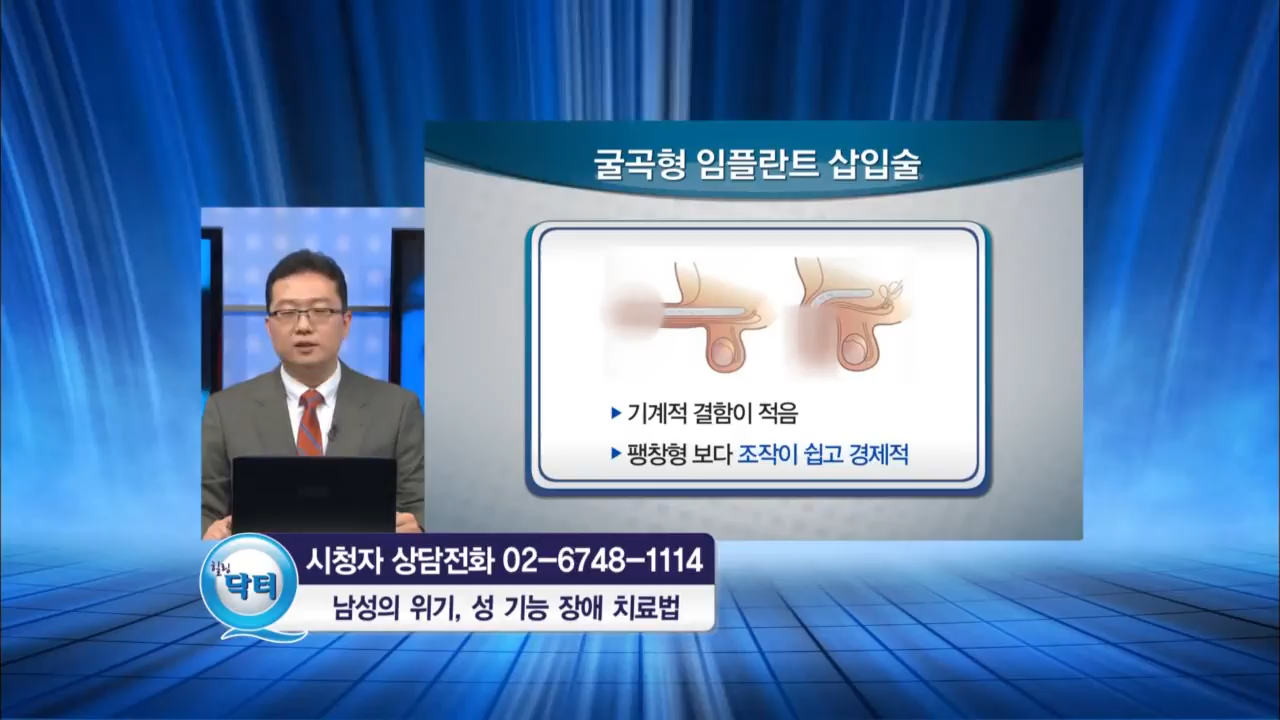 굴곡형 임플란트 삽입술
▶ 기계적 결함이 적음
▶ 팽창형 보다 조작이 쉽고 경제적
시청자 상담전화 02-6748-1114
힐링
닥터
남성의 위기, 성 기능 장애 치료법